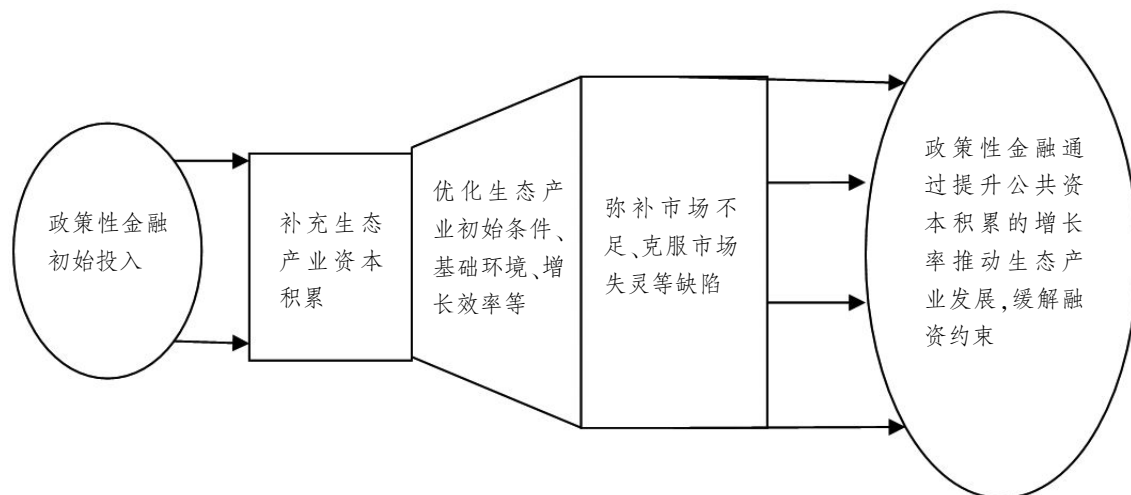 政策性金融
初始投入
补充生态
产业资本
积累
优化生态产
业初始条件、
基础环境、增
长效率等
弥补市场不
足、克服市场
失灵等缺陷
政策性金融通
过提升公共资
本积累的增长
率推动生态产
业发展,缓解融
资约束